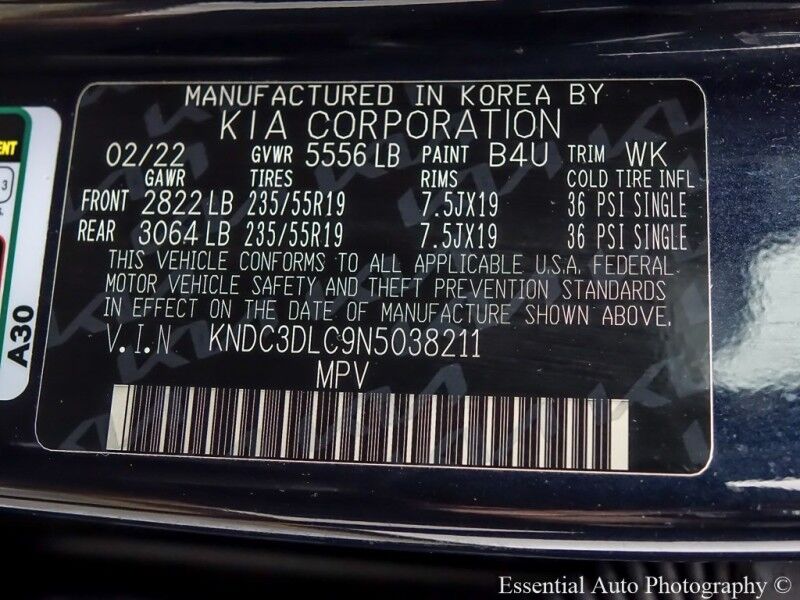 MANUFACTURED IN KOREA BY
KIA CORPORATION
02/22 GVWR 5556 LB PAINT B4U TRIM WK
GAWR TIRES RIMS COLD TIRE INFL
FRONT 2822 LB 235/55R19 7.5JX19 36 PSI SINGLE
REAR 3064 LB 235/55R19 7.5JX19 36 PSI SINGLE
THIS VEHICLE CONFORMS TO ALL APPLICABLE U.S.A. FEDERAL
MOTOR VEHICLE SAFETY AND THEFT PREVENTION STANDARDS
IN EFFECT ON THE DATE OF MANUFACTURE SHOWN ABOVE.
V.I.N KNDC3DLC9N5038211
MPV
A30
3
Essential Auto Photography ©